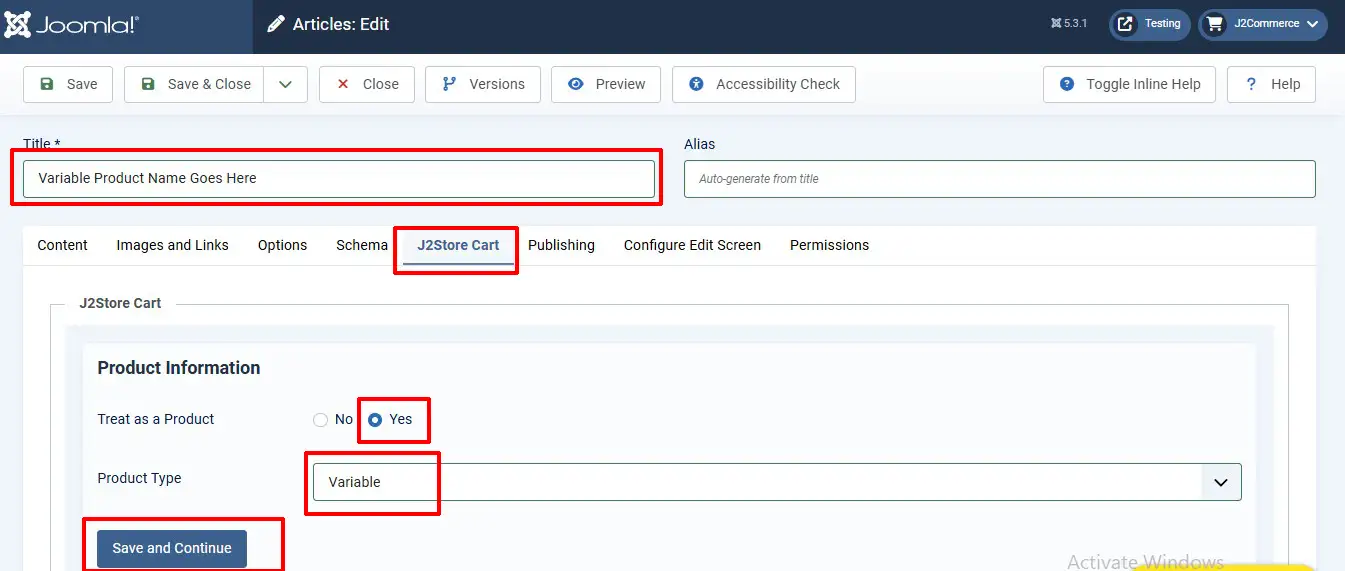 Joomla!® Articles: Edit 5.3.1 Testing J2Commerce
Save Save & Close Close Versions Preview Accessibility Check Toggle Inline Help Help
Title * Alias
Variable Product Name Goes Here Auto-generate from title
Content Images and Links Options Schema J2Store Cart Publishing Configure Edit Screen Permissions
J2Store Cart
Product Information
Treat as a Product No Yes
Product Type Variable
Save and Continue
Activate Windows